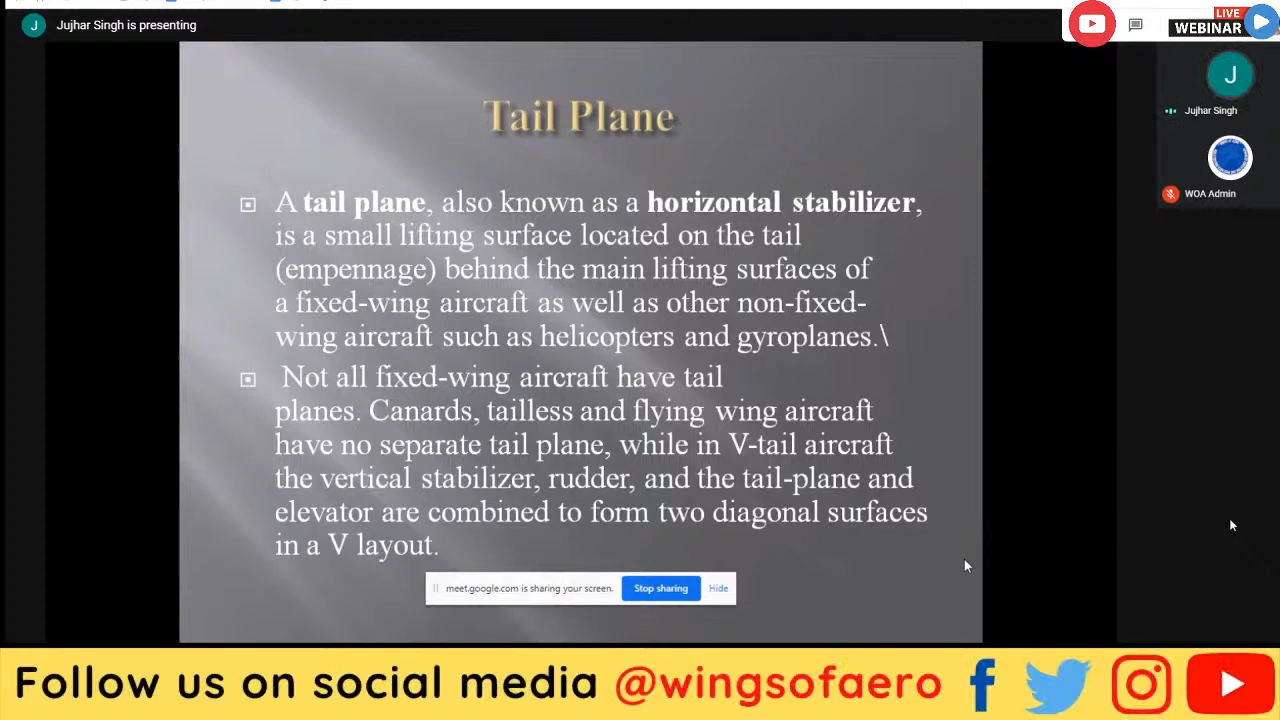 J Jujhar Singh is presenting
LIVE
WEBINAR
J
Jujhar Singh
WOA Admin
Tail Plane
A tail plane, also known as a horizontal stabilizer,
is a small lifting surface located on the tail
(empennage) behind the main lifting surfaces of
a fixed-wing aircraft as well as other non-fixed-
wing aircraft such as helicopters and gyroplanes.\
Not all fixed-wing aircraft have tail
planes. Canards, tailless and flying wing aircraft
have no separate tail plane, while in V-tail aircraft
the vertical stabilizer, rudder, and the tail-plane and
elevator are combined to form two diagonal surfaces
in a V layout.
meet.google.com is sharing your screen. Stop sharing Hide
Follow us on social media @wingsofaero